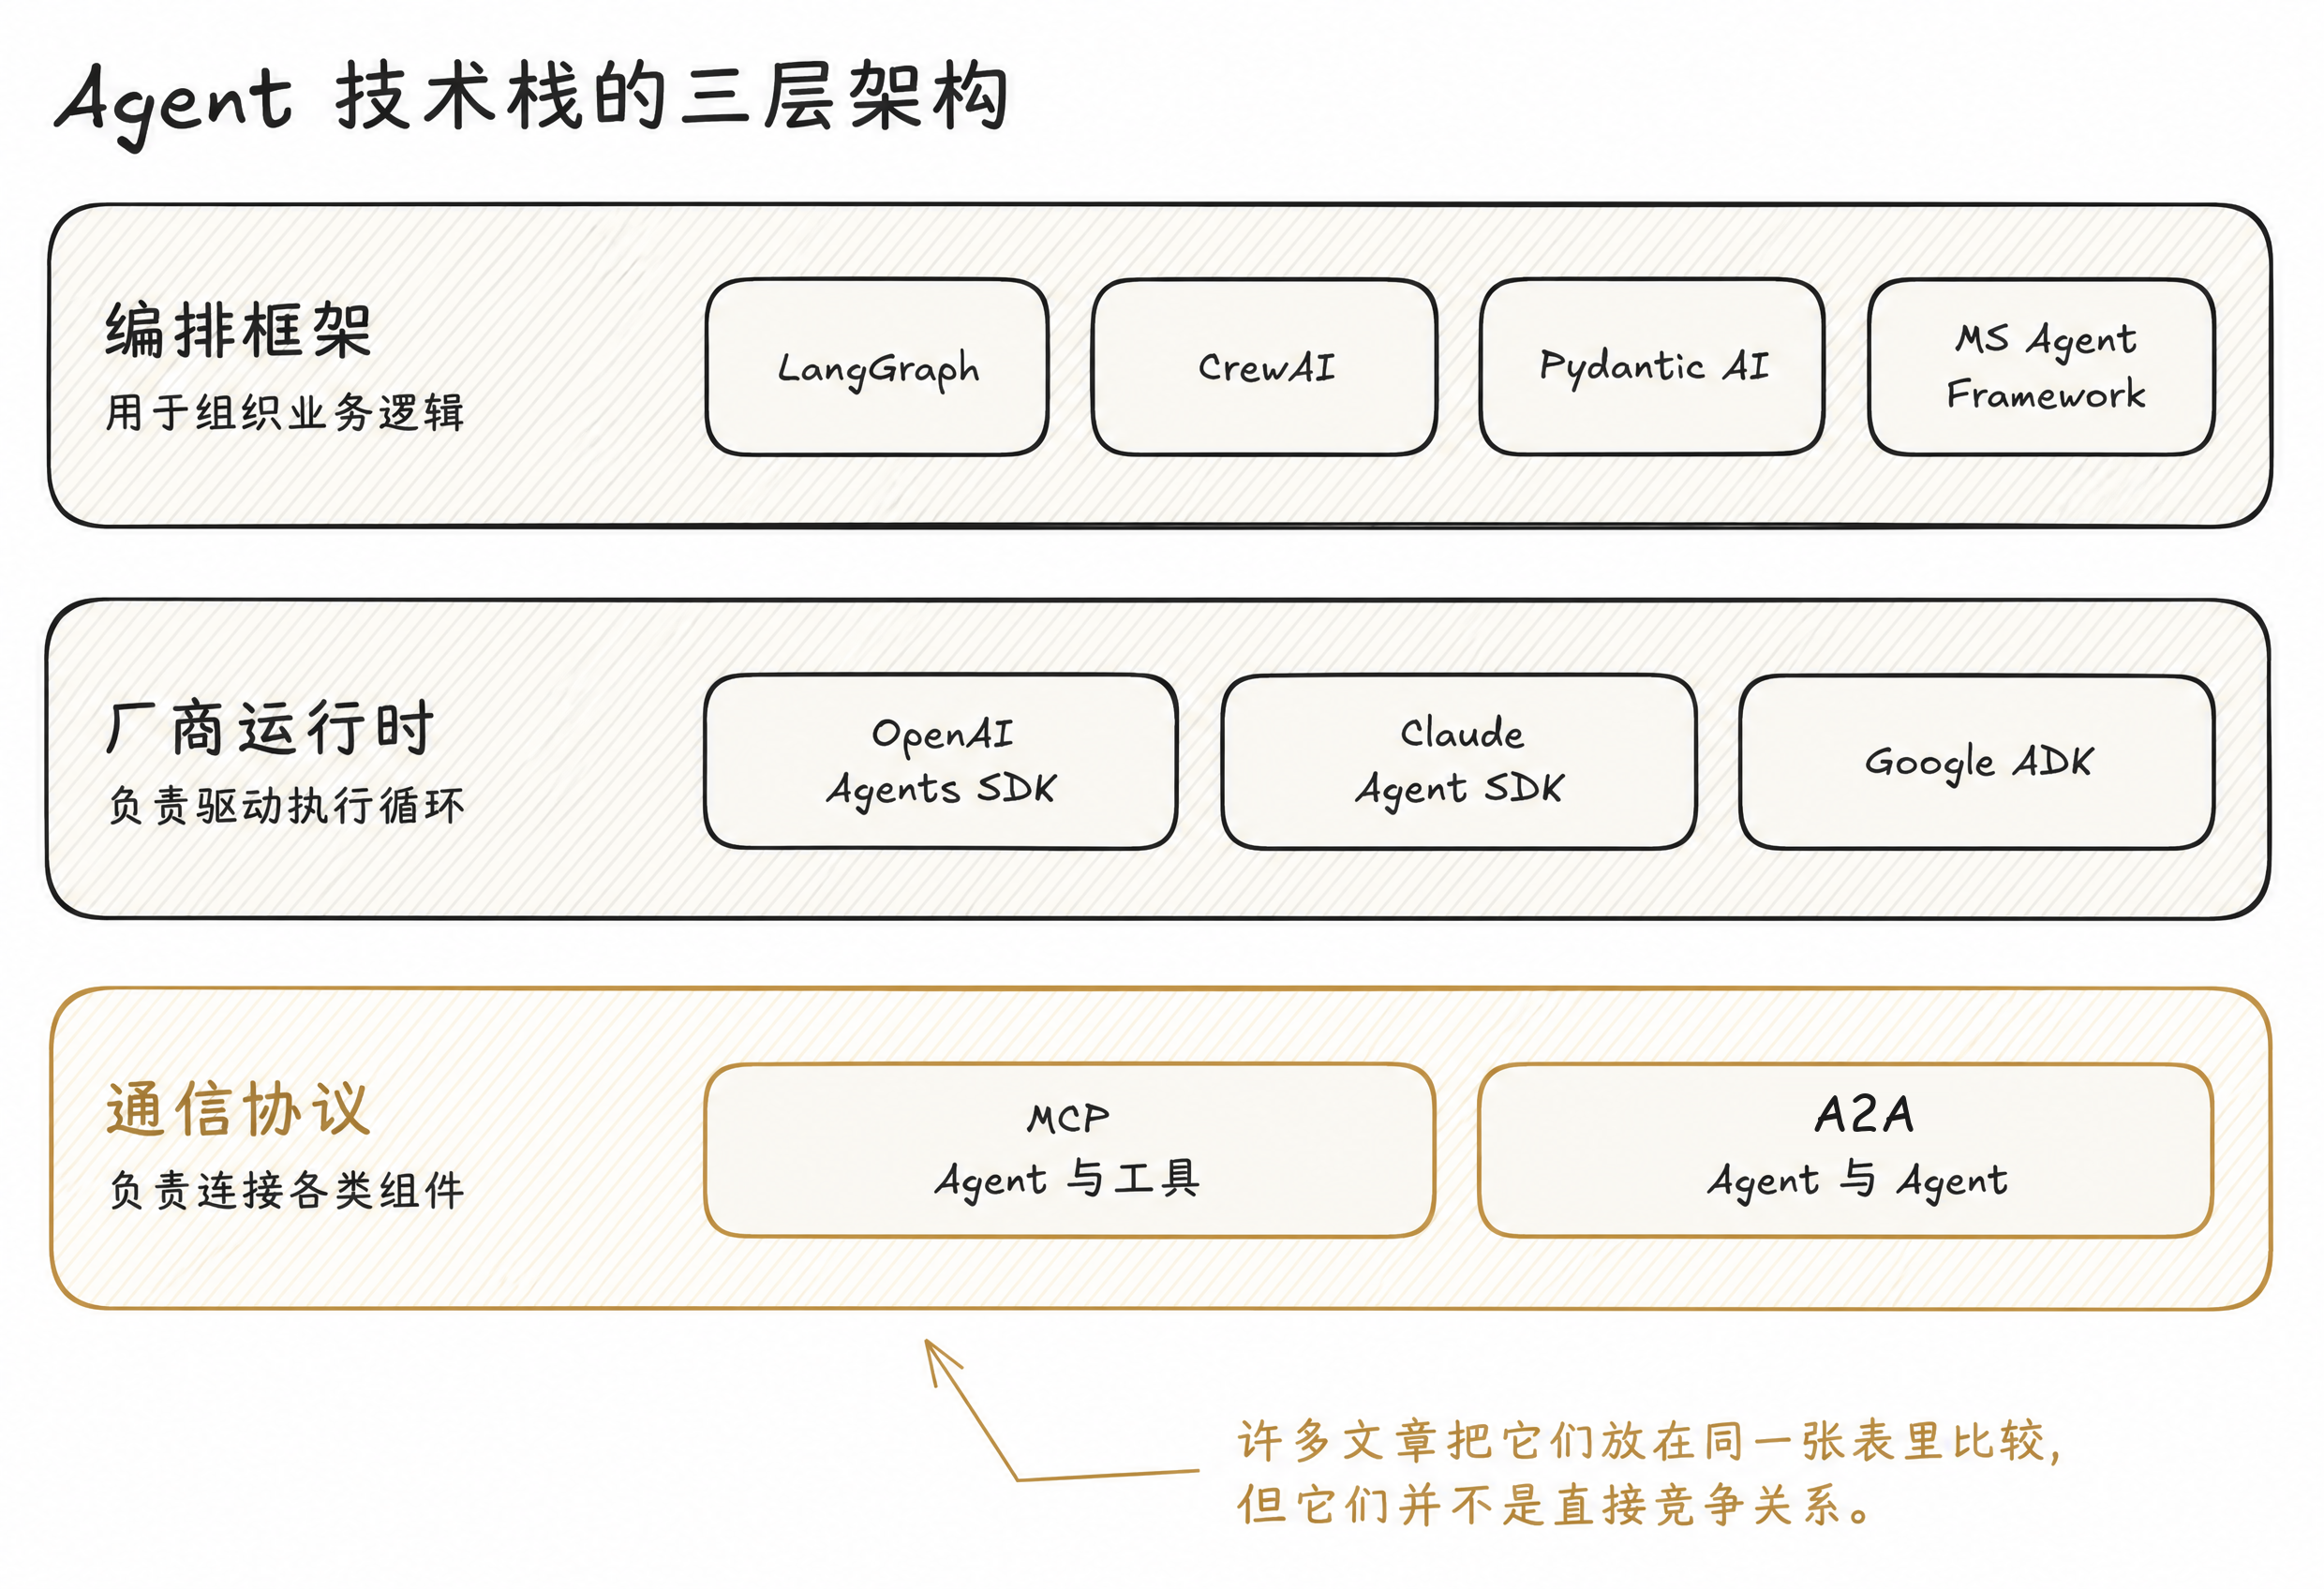 Agent 技术栈的三层架构
编排框架
用于组织业务逻辑
LangGraph
CrewAI
Pydantic AI
MS Agent
Framework
厂商运行时
负责驱动执行循环
OpenAI
Agents SDK
Claude
Agent SDK
Google ADK
通信协议
负责连接各类组件
MCP
Agent 与工具
A2A
Agent 与 Agent
许多文章把它们放在同一张表里比较,
但它们并不是直接竞争关系。